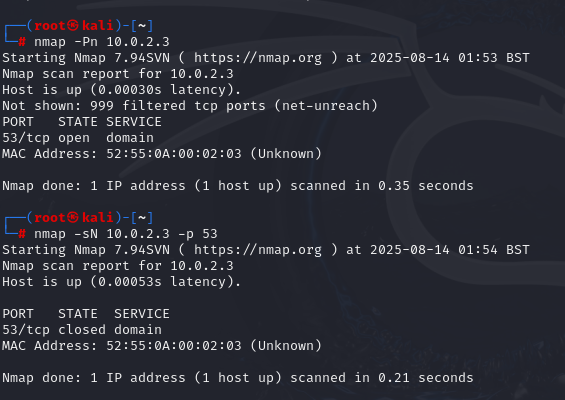 ┌──(root㉿kali)-[~]
└─# nmap -Pn 10.0.2.3
Starting Nmap 7.94SVN ( https://nmap.org ) at 2025-08-14 01:53 BST
Nmap scan report for 10.0.2.3
Host is up (0.00030s latency).
Not shown: 999 filtered tcp ports (net-unreach)
PORT   STATE SERVICE
53/tcp open  domain
MAC Address: 52:55:0A:00:02:03 (Unknown)

Nmap done: 1 IP address (1 host up) scanned in 0.35 seconds

┌──(root㉿kali)-[~]
└─# nmap -sN 10.0.2.3 -p 53
Starting Nmap 7.94SVN ( https://nmap.org ) at 2025-08-14 01:54 BST
Nmap scan report for 10.0.2.3
Host is up (0.00053s latency).

PORT   STATE  SERVICE
53/tcp closed domain
MAC Address: 52:55:0A:00:02:03 (Unknown)

Nmap done: 1 IP address (1 host up) scanned in 0.21 seconds